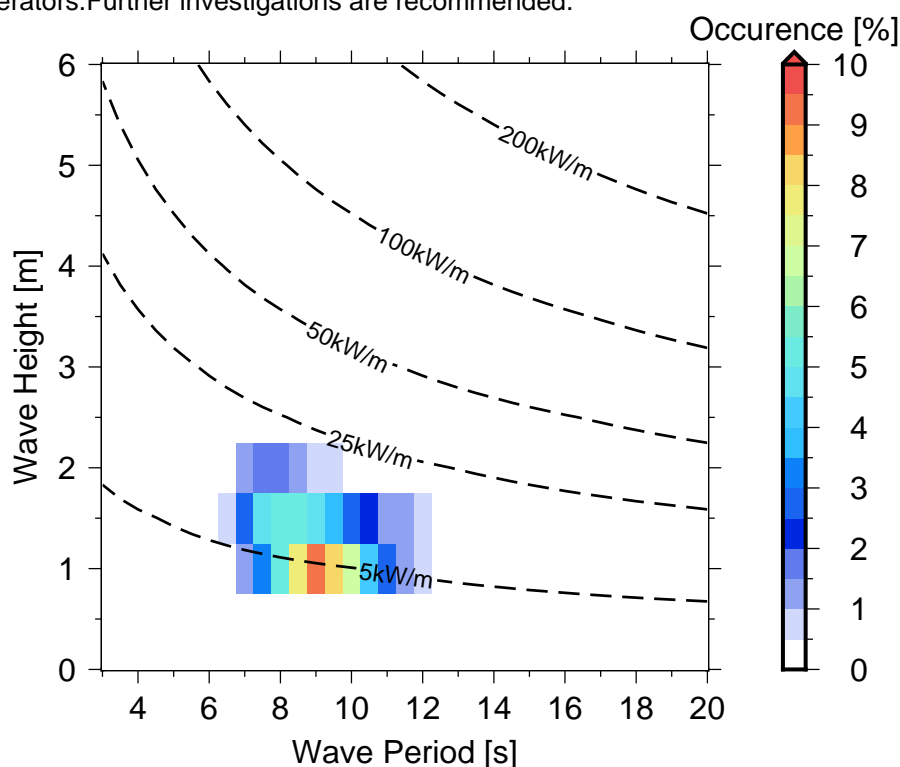 erators.Further investigations are recommended.
Occurence [%]
6
5
4
3
2
1
0
200kW/m
100kW/m
50kW/m
25kW/m
5kW/m
10
9
8
7
6
5
4
3
2
1
0
4 6 8 10 12 14 16 18 20
Wave Height [m]
Wave Period [s]